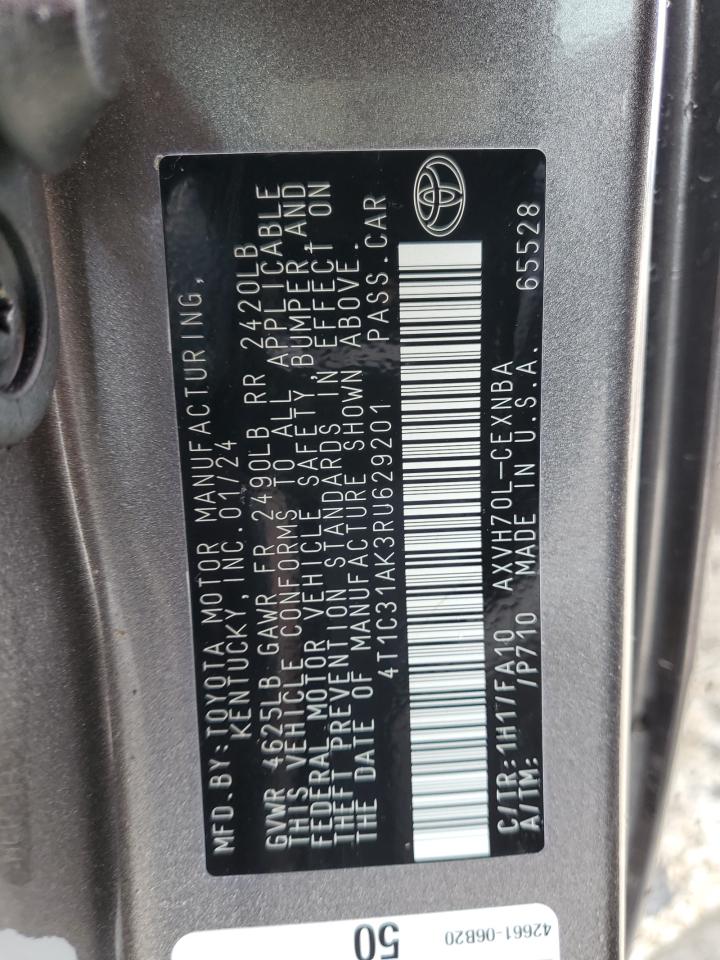 MFD.BY:TOYOTA MOTOR MANUFACTURING,
KENTUCKY,INC.01/24
GVWR 4625LB GAWR FR 2490LB RR 2420LB
THIS VEHICLE CONFORMS TO ALL APPLICABLE
FEDERAL MOTOR VEHICLE SAFETY,BUMPER,AND
THEFT PREVENTION STANDARDS IN EFFECT ON
THE DATE OF MANUFACTURE SHOWN ABOVE.
4T1C31AK3RU629201 PASS.CAR
C/TR:1H17/FA10 AXVH70L-CEXNBA
A/TM: /P710 MADE IN U.S.A. 65528
42661-06B20
50